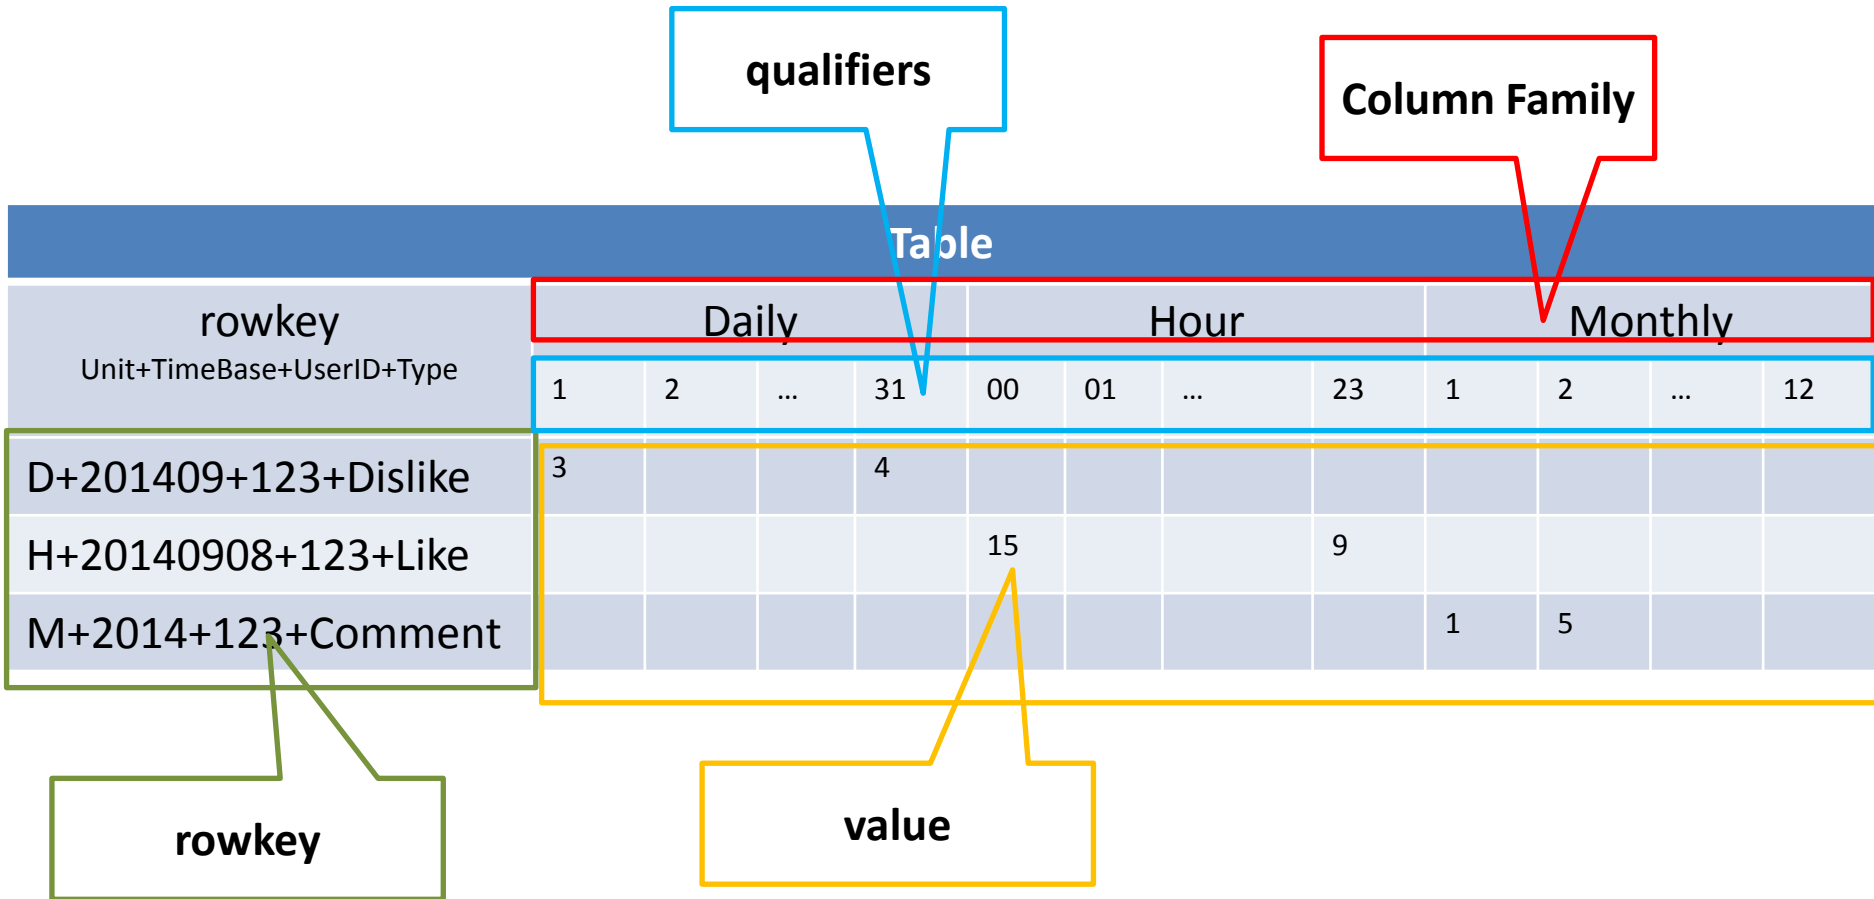 qualifiers
Column Family
Table
rowkey
Unit+TimeBase+UserID+Type
Daily Hour Monthly
1 2 ... 31 00 01 ... 23 1 2 ... 12
D+201409+123+Dislike 3 4
H+20140908+123+Like 15 9
M+2014+123+Comment 1 5
rowkey
value